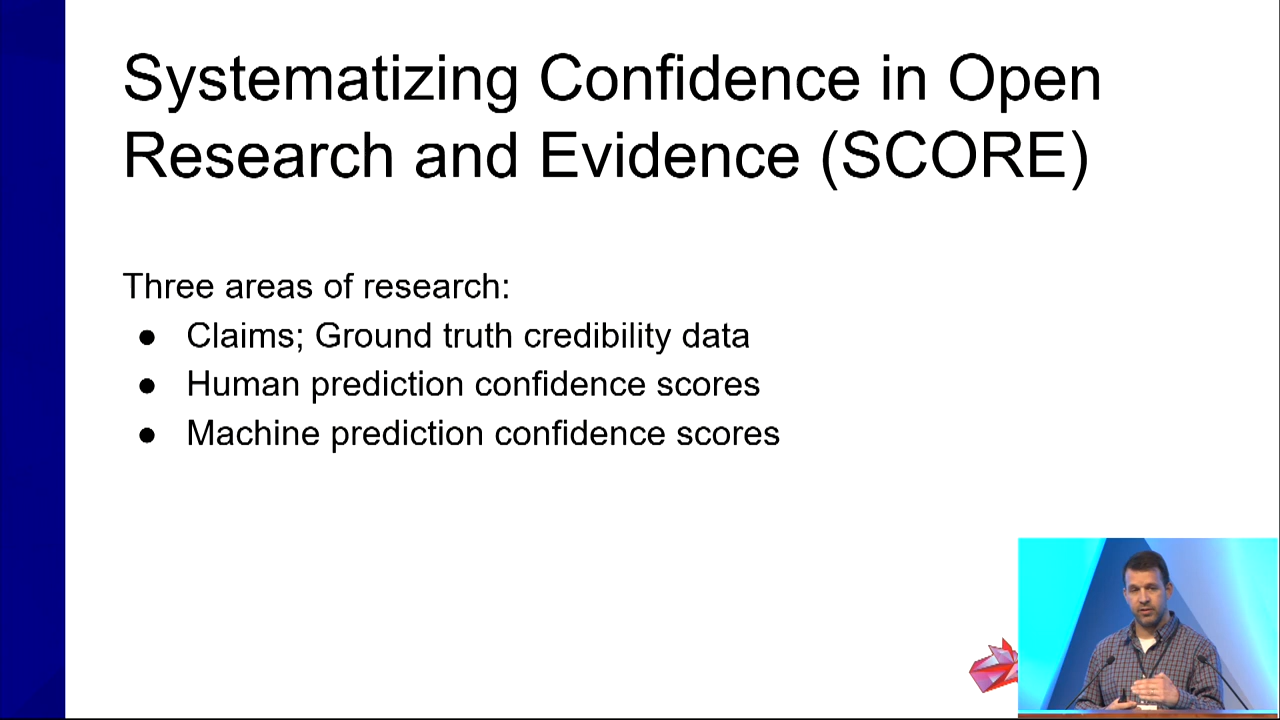 Systematizing Confidence in Open
Research and Evidence (SCORE)
Three areas of research:
● Claims; Ground truth credibility data
● Human prediction confidence scores
● Machine prediction confidence scores